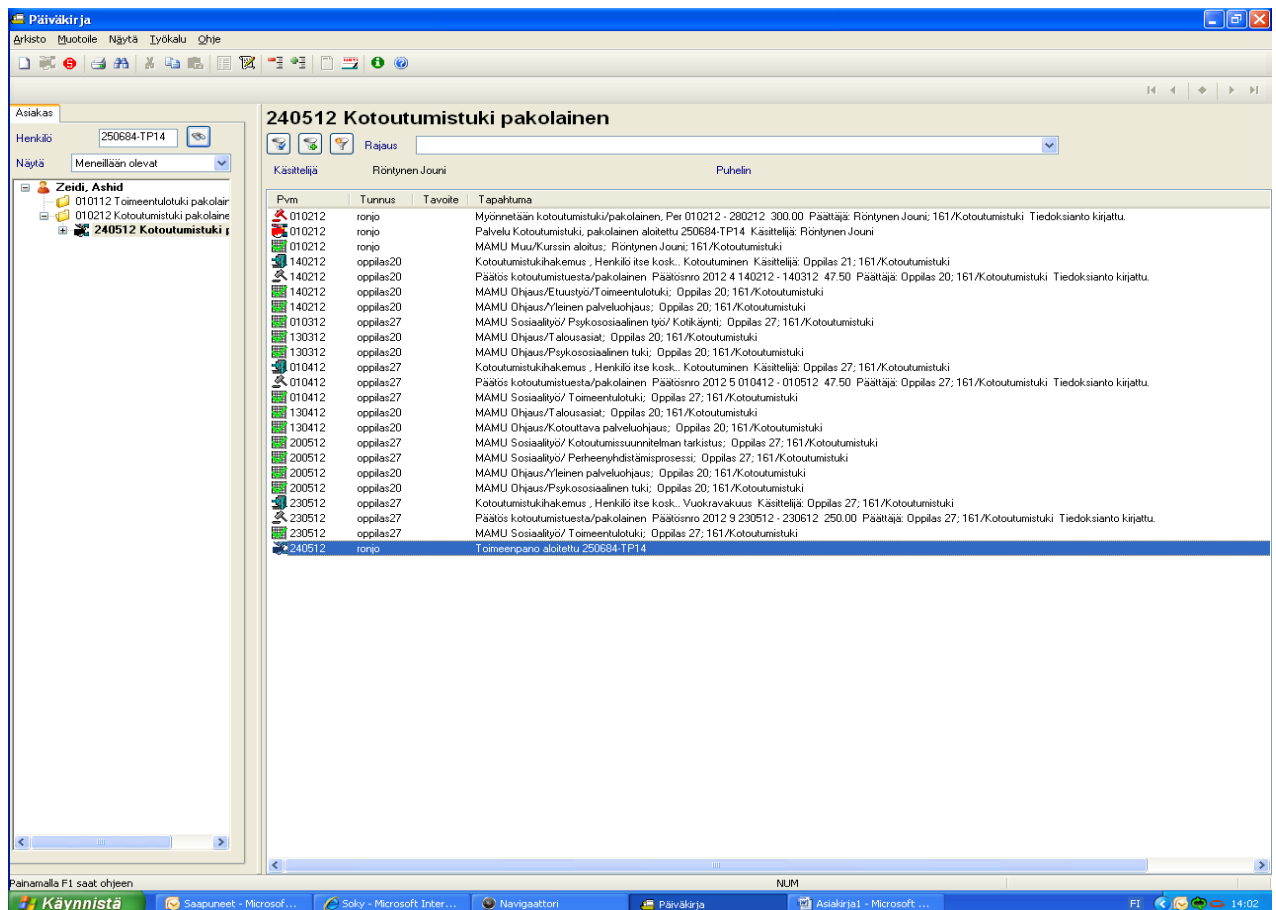 Päiväkirja
Arkisto Muotoile Näytä Työkalu Ohje
Asiakas
Henkilö 250684-TP14
Näytä Meneillään olevat
Zeidi, Ashid
010112 Toimeentulotuki pakolair
010212 Kotoutumistuki pakolaine
240512 Kotoutumistuki p
240512 Kotoutumistuki pakolainen
Rajaus
Käsittelijä Röntynen Jouni Puhelin
Pvm Tunnus Tavoite Tapahtuma
010212 ronjo Myönnetään kotoutumistuki/pakolainen, Per 010212 - 280212 300.00 Päättäjä: Röntynen Jouni; 161/Kotoutumistuki Tiedoksianto kirjattu.
010212 ronjo Palvelu Kotoutumistuki, pakolainen aloitettu 250684-TP14 Käsittelijä: Röntynen Jouni
010212 ronjo MAMU Muu/Kurssin aloitus; Röntynen Jouni; 161/Kotoutumistuki
140212 oppilas20 Kotoutumistukihakemus , Henkilö itse kosk.. Kotoutuminen Käsittelijä: Oppilas 21; 161/Kotoutumistuki
140212 oppilas20 Päätös kotoutumistuesta/pakolainen Päätösnro 2012 4 140212 - 140312 47.50 Päättäjä: Oppilas 20; 161/Kotoutumistuki Tiedoksianto kirjattu.
140212 oppilas20 MAMU Ohjaus/Etuustyö/Toimeentulotuki; Oppilas 20; 161/Kotoutumistuki
140212 oppilas20 MAMU Ohjaus/Yleinen palveluohjaus; Oppilas 20; 161/Kotoutumistuki
010312 oppilas27 MAMU Sosiaalityö/ Psykososiaalinen työ/ Kotikäynti; Oppilas 27; 161/Kotoutumistuki
130312 oppilas20 MAMU Ohjaus/Talousasiat; Oppilas 20; 161/Kotoutumistuki
130312 oppilas20 MAMU Ohjaus/Psykososiaalinen tuki; Oppilas 20; 161/Kotoutumistuki
010412 oppilas27 Kotoutumistukihakemus , Henkilö itse kosk.. Kotoutuminen Käsittelijä: Oppilas 27; 161/Kotoutumistuki
010412 oppilas27 Päätös kotoutumistuesta/pakolainen Päätösnro 2012 5 010412 - 010512 47.50 Päättäjä: Oppilas 27; 161/Kotoutumistuki Tiedoksianto kirjattu.
010412 oppilas27 MAMU Sosiaalityö/ Toimeentulotuki; Oppilas 27; 161/Kotoutumistuki
130412 oppilas20 MAMU Ohjaus/Talousasiat; Oppilas 20; 161/Kotoutumistuki
130412 oppilas20 MAMU Ohjaus/Kotouttava palveluohjaus; Oppilas 20; 161/Kotoutumistuki
200512 oppilas27 MAMU Sosiaalityö/ Kotoutumissuunnitelman tarkistus; Oppilas 27; 161/Kotoutumistuki
200512 oppilas27 MAMU Sosiaalityö/ Perheenyhdistämisprosessi; Oppilas 27; 161/Kotoutumistuki
200512 oppilas20 MAMU Ohjaus/Yleinen palveluohjaus; Oppilas 20; 161/Kotoutumistuki
200512 oppilas20 MAMU Ohjaus/Psykososiaalinen tuki; Oppilas 20; 161/Kotoutumistuki
230512 oppilas27 Kotoutumistukihakemus , Henkilö itse kosk.. Vuokravakuus Käsittelijä: Oppilas 27; 161/Kotoutumistuki
230512 oppilas27 Päätös kotoutumistuesta/pakolainen Päätösnro 2012 9 230512 - 230612 250.00 Päättäjä: Oppilas 27; 161/Kotoutumistuki Tiedoksianto kirjattu.
230512 oppilas27 MAMU Sosiaalityö/ Toimeentulotuki; Oppilas 27; 161/Kotoutumistuki
240512 ronjo Toimeenpano aloitettu 250684-TP14
Painamalla F1 saat ohjeen NUM
Käynnistä Saapuneet - Microsof... Soky - Microsoft Inter... Navigaattori Päiväkirja Asiakirja1 - Microsoft ... FI 14:02